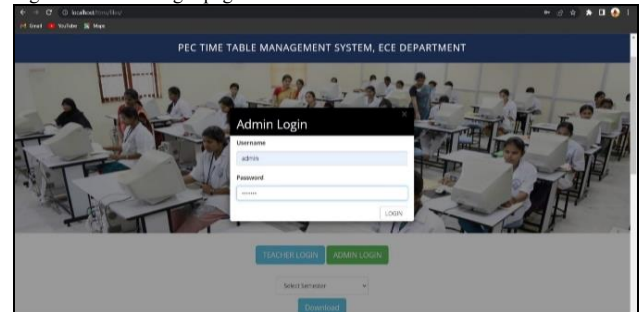 localhost
Gmail YouTube Maps
PEC TIME TABLE MANAGEMENT SYSTEM, ECE DEPARTMENT
Admin Login
Username
admin
Password
LOGIN
TEACHER LOGIN ADMIN LOGIN
Select Semester
Download